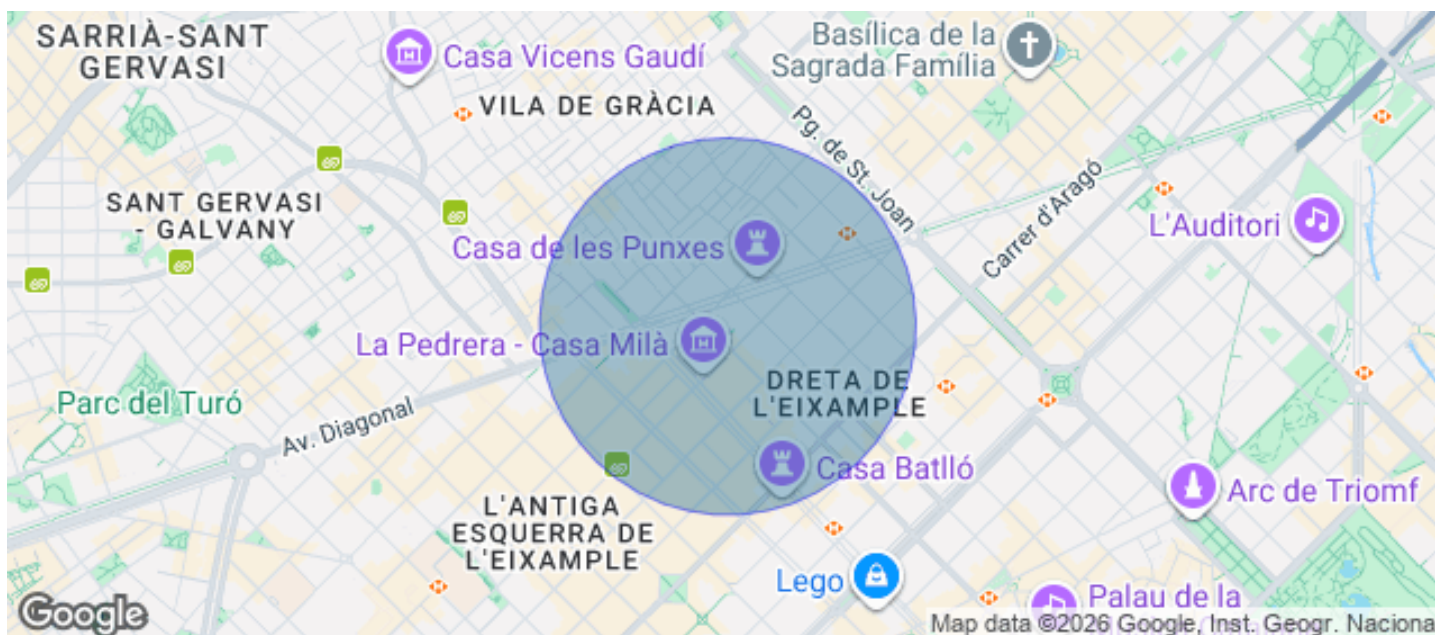 SARRIÀ-SANT
GERVASI
Casa Vicens Gaudí
Basílica de la
Sagrada Família
VILA DE GRÀCIA
Pg. de St. Joan
Carrer d'Aragó
SANT GERVASI
- GALVANY
L'Auditori
Casa de les Punxes
La Pedrera - Casa Milà
DRETA DE
L'EIXAMPLE
Parc del Turó
Av. Diagonal
Casa Batlló
Arc de Triomf
L'ANTIGA
ESQUERRA DE
L'EIXAMPLE
Lego
Palau de la
Google
Map data ©2026 Google, Inst. Geogr. Naciona